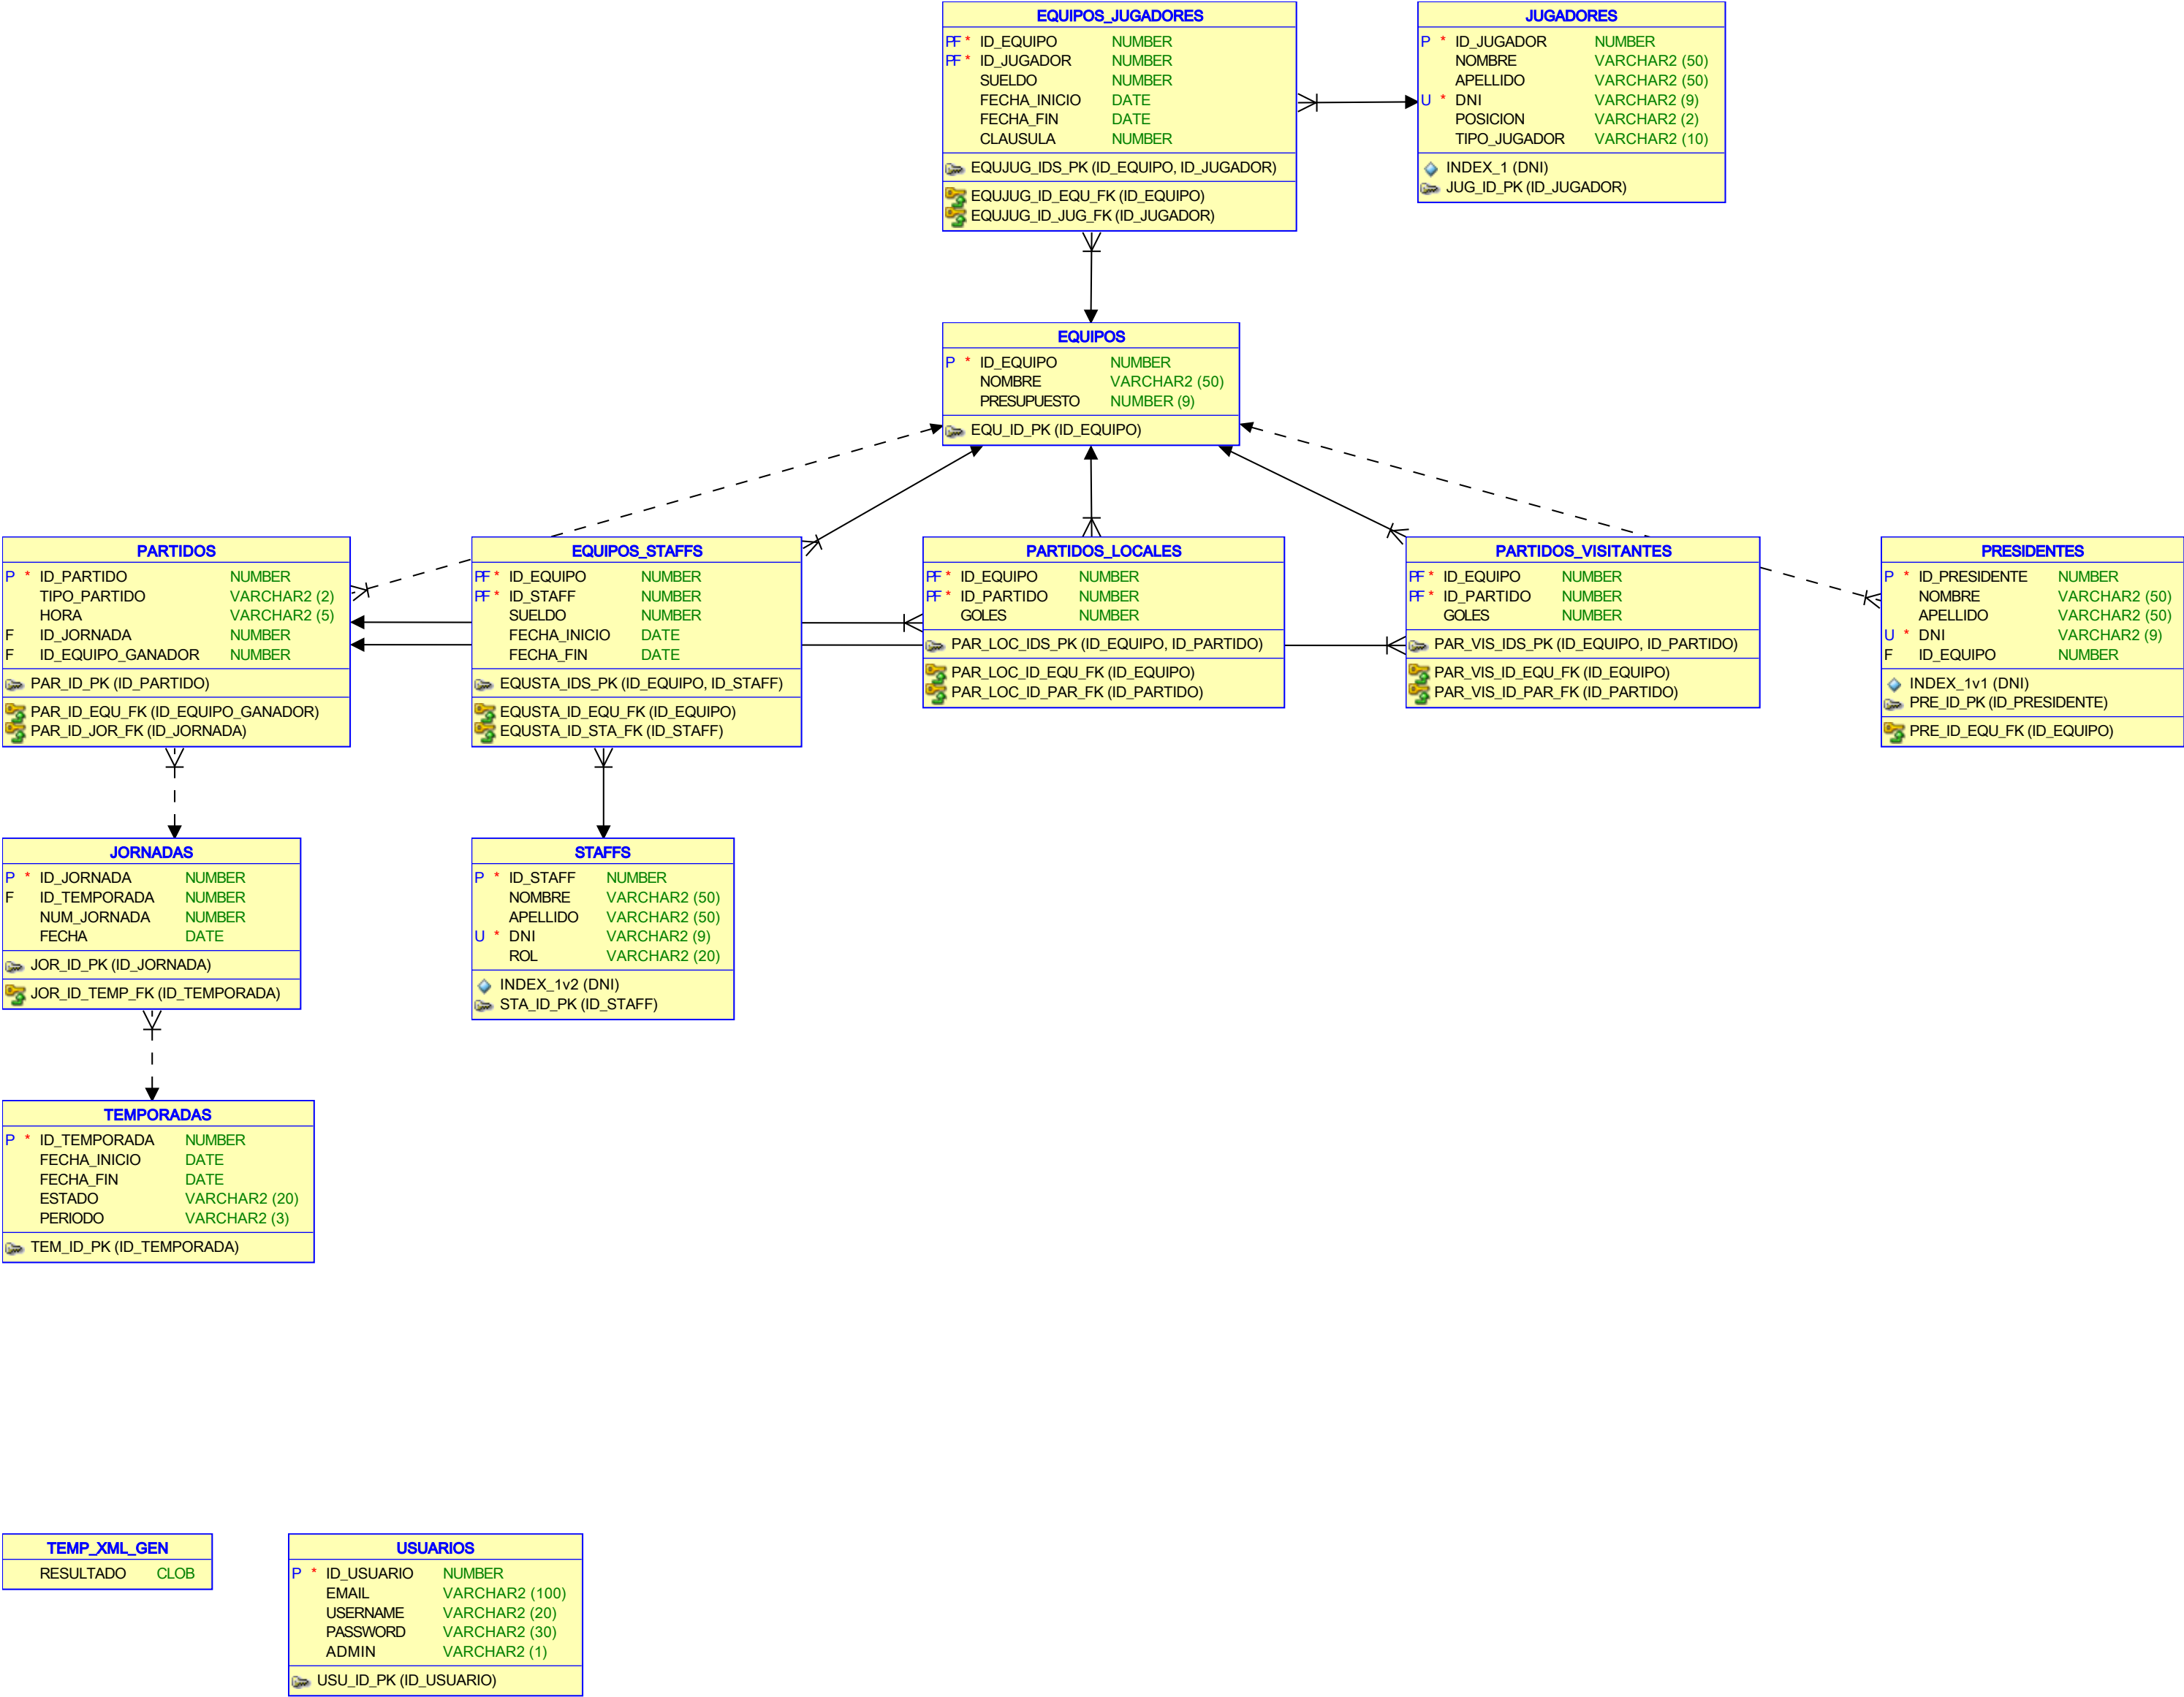 EQUIPOS_JUGADORES
PF * ID_EQUIPO NUMBER
PF * ID_JUGADOR NUMBER
SUELDO NUMBER
FECHA_INICIO DATE
FECHA_FIN DATE
CLAUSULA NUMBER
EQUJUG_IDS_PK (ID_EQUIPO, ID_JUGADOR)
EQUJUG_ID_EQU_FK (ID_EQUIPO)
EQUJUG_ID_JUG_FK (ID_JUGADOR)
JUGADORES
P * ID_JUGADOR NUMBER
NOMBRE VARCHAR2 (50)
APELLIDO VARCHAR2 (50)
U * DNI VARCHAR2 (9)
POSICION VARCHAR2 (2)
TIPO_JUGADOR VARCHAR2 (10)
INDEX_1 (DNI)
JUG_ID_PK (ID_JUGADOR)
EQUIPOS
P * ID_EQUIPO NUMBER
NOMBRE VARCHAR2 (50)
PRESUPUESTO NUMBER (9)
EQU_ID_PK (ID_EQUIPO)
PARTIDOS
P * ID_PARTIDO NUMBER
TIPO_PARTIDO VARCHAR2 (2)
HORA VARCHAR2 (5)
F ID_JORNADA NUMBER
F ID_EQUIPO_GANADOR NUMBER
PAR_ID_PK (ID_PARTIDO)
PAR_ID_EQU_FK (ID_EQUIPO_GANADOR)
PAR_ID_JOR_FK (ID_JORNADA)
EQUIPOS_STAFFS
PF * ID_EQUIPO NUMBER
PF * ID_STAFF NUMBER
SUELDO NUMBER
FECHA_INICIO DATE
FECHA_FIN DATE
EQUSTA_IDS_PK (ID_EQUIPO, ID_STAFF)
EQUSTA_ID_EQU_FK (ID_EQUIPO)
EQUSTA_ID_STA_FK (ID_STAFF)
PARTIDOS_LOCALES
PF * ID_EQUIPO NUMBER
PF * ID_PARTIDO NUMBER
GOLES NUMBER
PAR_LOC_IDS_PK (ID_EQUIPO, ID_PARTIDO)
PAR_LOC_ID_EQU_FK (ID_EQUIPO)
PAR_LOC_ID_PAR_FK (ID_PARTIDO)
PARTIDOS_VISITANTES
PF * ID_EQUIPO NUMBER
PF * ID_PARTIDO NUMBER
GOLES NUMBER
PAR_VIS_IDS_PK (ID_EQUIPO, ID_PARTIDO)
PAR_VIS_ID_EQU_FK (ID_EQUIPO)
PAR_VIS_ID_PAR_FK (ID_PARTIDO)
PRESIDENTES
P * ID_PRESIDENTE NUMBER
NOMBRE VARCHAR2 (50)
APELLIDO VARCHAR2 (50)
U * DNI VARCHAR2 (9)
F ID_EQUIPO NUMBER
INDEX_1v1 (DNI)
PRE_ID_PK (ID_PRESIDENTE)
PRE_ID_EQU_FK (ID_EQUIPO)
JORNADAS
P * ID_JORNADA NUMBER
F ID_TEMPORADA NUMBER
NUM_JORNADA NUMBER
FECHA DATE
JOR_ID_PK (ID_JORNADA)
JOR_ID_TEMP_FK (ID_TEMPORADA)
STAFFS
P * ID_STAFF NUMBER
NOMBRE VARCHAR2 (50)
APELLIDO VARCHAR2 (50)
U * DNI VARCHAR2 (9)
ROL VARCHAR2 (20)
INDEX_1v2 (DNI)
STA_ID_PK (ID_STAFF)
TEMPORADAS
P * ID_TEMPORADA NUMBER
FECHA_INICIO DATE
FECHA_FIN DATE
ESTADO VARCHAR2 (20)
PERIODO VARCHAR2 (3)
TEM_ID_PK (ID_TEMPORADA)
TEMP_XML_GEN
RESULTADO CLOB
USUARIOS
P * ID_USUARIO NUMBER
EMAIL VARCHAR2 (100)
USERNAME VARCHAR2 (20)
PASSWORD VARCHAR2 (30)
ADMIN VARCHAR2 (1)
USU_ID_PK (ID_USUARIO)